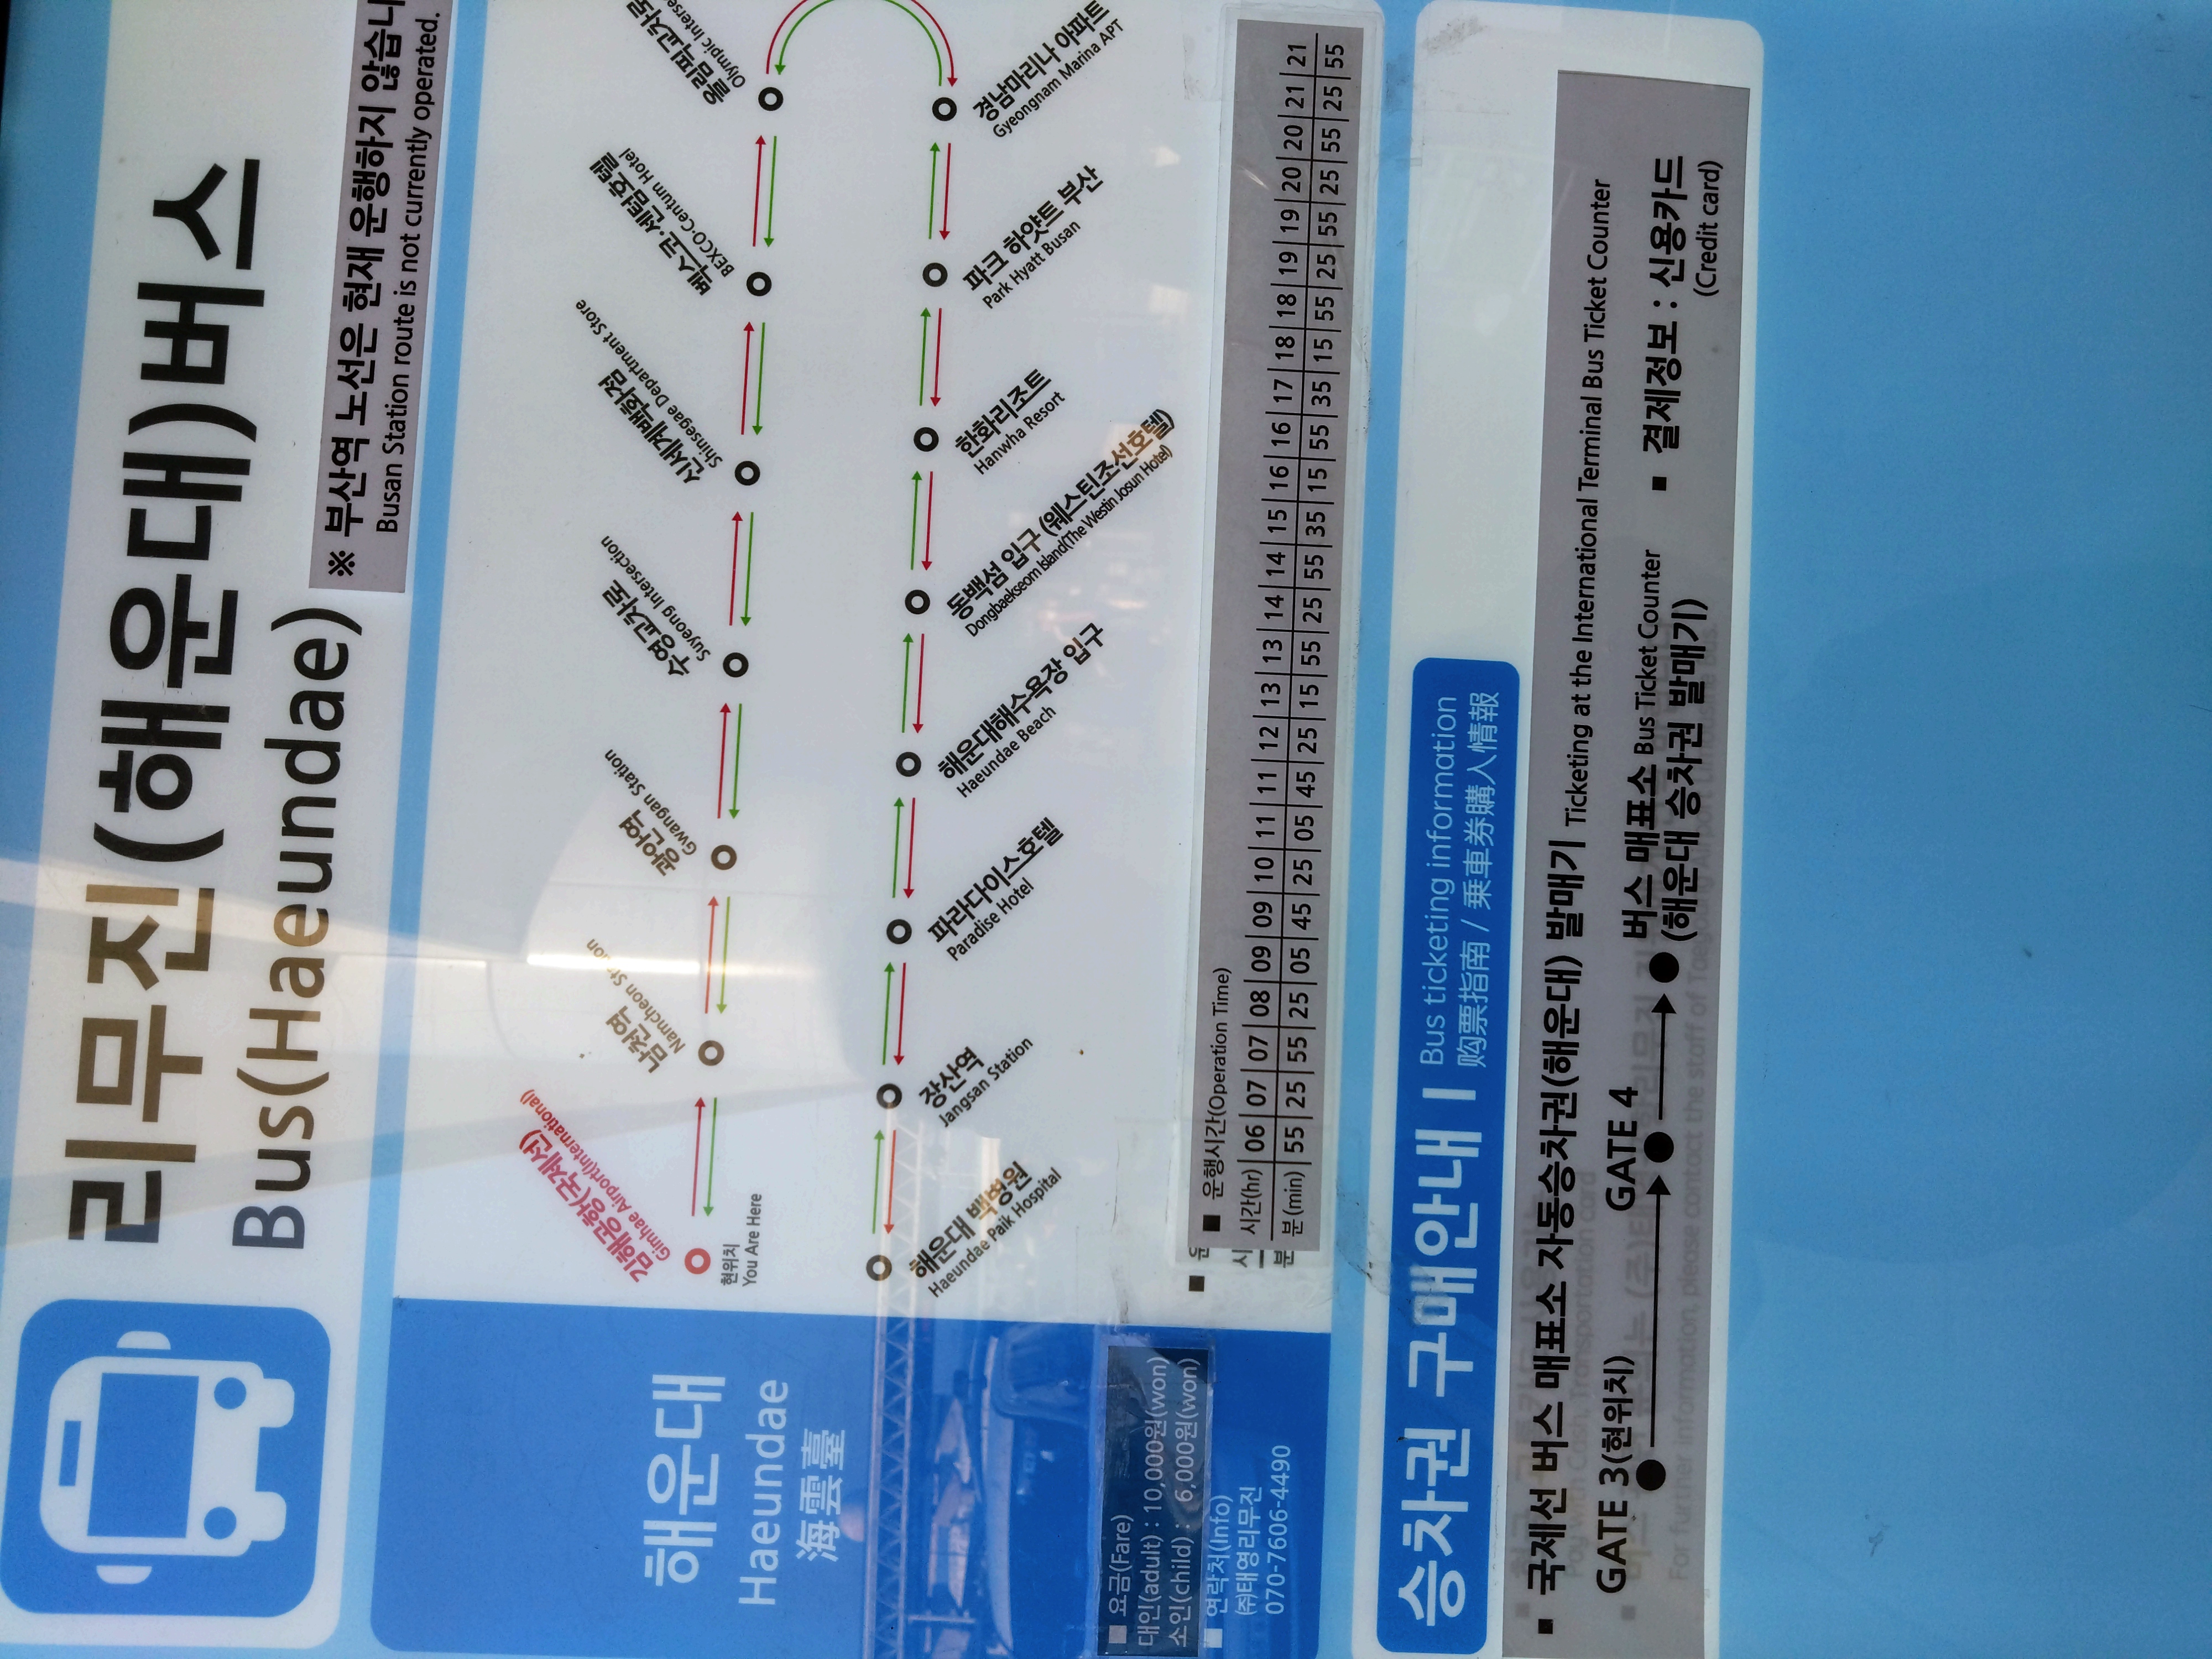 리무진(해운대)버스
Bus(Haeundae)
※ 부산역 노선은 현재 운행하지 않습니
Busan Station route is not currently operated.
해운대
Haeundae
海雲臺
■ 요금(Fare)
대인(adult) : 10,000원(won)
소인(child) : 6,000원(won)
■ 연락처(Info)
㈜태영리무진
070-7606-4490
김해공항(국제선)
Gimhae Airport(International)
현위치
You Are Here
남천역
Namcheon
광안역
Gwangan Station
수영교차로
Suyeong Intersection
신세계백화점
Shinsegae Department Store
벡스코·센텀호텔
BEXCO·Centum Hotel
올림픽교차로
Olympic
경남마리나 아파트
Gyeongnam Marina APT
파크 하얏트 부산
Park Hyatt Busan
한화리조트
Hanwha Resort
동백섬 입구 (웨스틴조선호텔)
Dongbaekseom Island(The Westin Josun Hotel)
해운대해수욕장 입구
Haeundae Beach
파라다이스호텔
Paradise Hotel
장산역
Jangsan Station
해운대 백병원
Haeundae Paik Hospital
■ 운행시간(Operation Time)
시간(hr) 06 07 07 08 09 09 10 11 11 12 13 13 14 14 15 16 16 17 18 18 19 19 20 20 21 21
분(min) 55 25 55 25 05 45 25 05 45 25 15 55 25 55 35 15 55 35 15 55 25 55 25 55 25 55
승차권 구매안내 | Bus ticketing information
购票指南 / 乗車券購入情報
▪ 국제선 버스 매표소 자동승차권(해운대) 발매기 Ticketing at the International Terminal Bus Ticket Counter
GATE 3(현위치)
GATE 4
버스 매표소 Bus Ticket Counter
(해운대 승차권 발매기)
▪ 결제정보 : 신용카드
(Credit card)